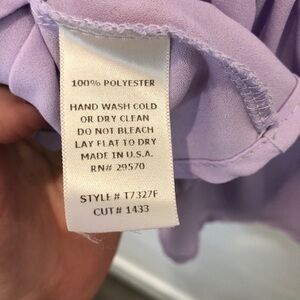 100% POLYESTER
HAND WASH COLD
OR DRY CLEAN
DO NOT BLEACH
LAY FLAT TO DRY
MADE IN U.S.A.
RN# 29570
STYLE # T7327F
CUT# 1433